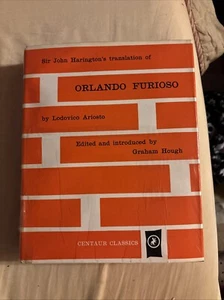 Sir John Harington's translation of
ORLANDO FURIOSO
by Lodovico Ariosto
Edited and introduced by
Graham Hough
CENTAUR CLASSICS